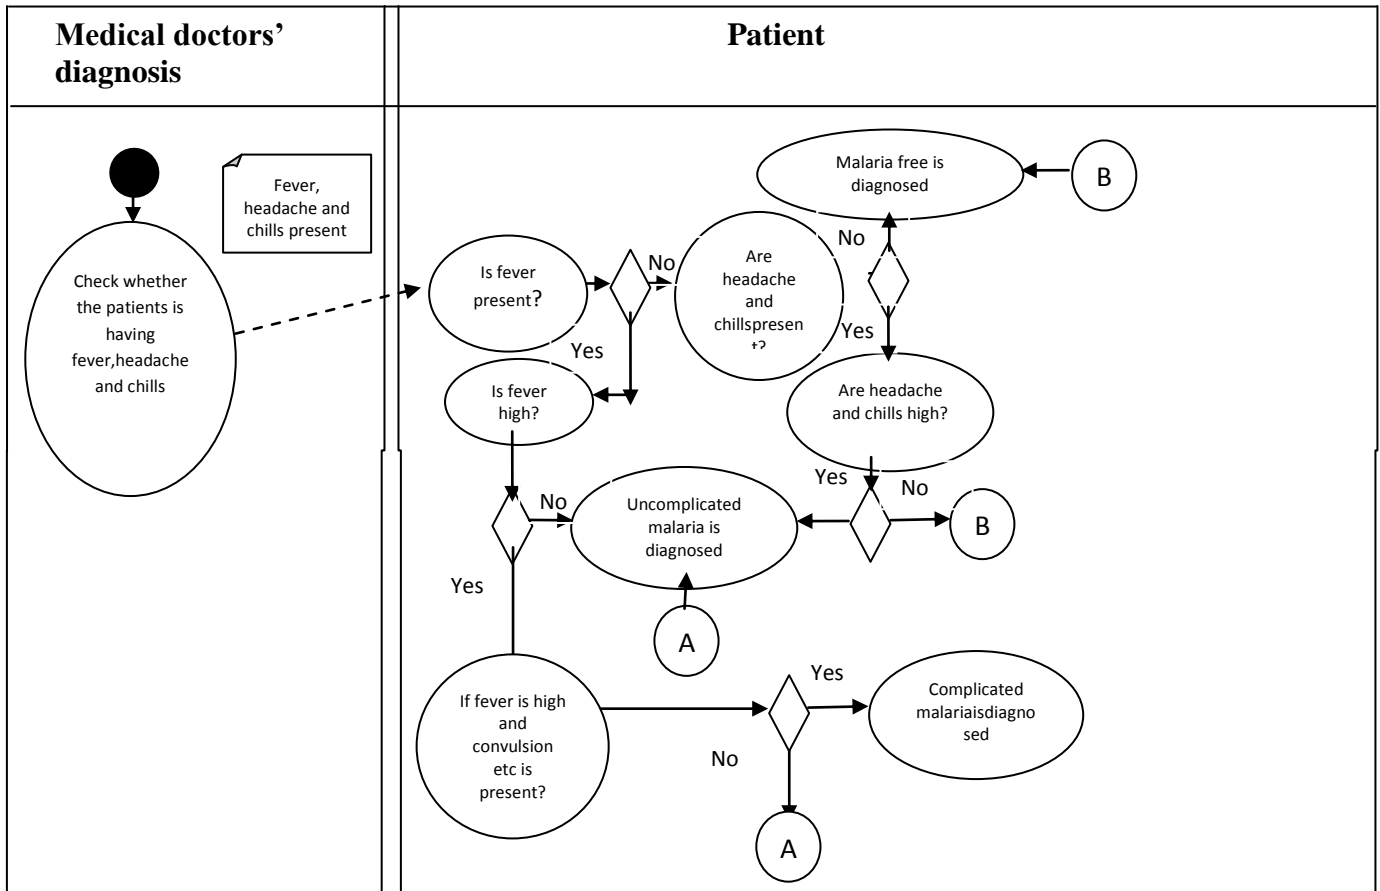 Medical doctors’
diagnosis
Patient
Fever,
headache and
chills present
Check whether
the patients is
having
fever,headache
and chills
Is fever
present?
No
Yes
Are
headache
and
chillspresen
t?
Malaria free is
diagnosed
B
No
Yes
Is fever
high?
Are headache
and chills high?
No
Yes
Uncomplicated
malaria is
diagnosed
Yes
No
B
A
If fever is high
and
convulsion
etc is
present?
Yes
No
Complicated
malariaisdiagno
sed
A